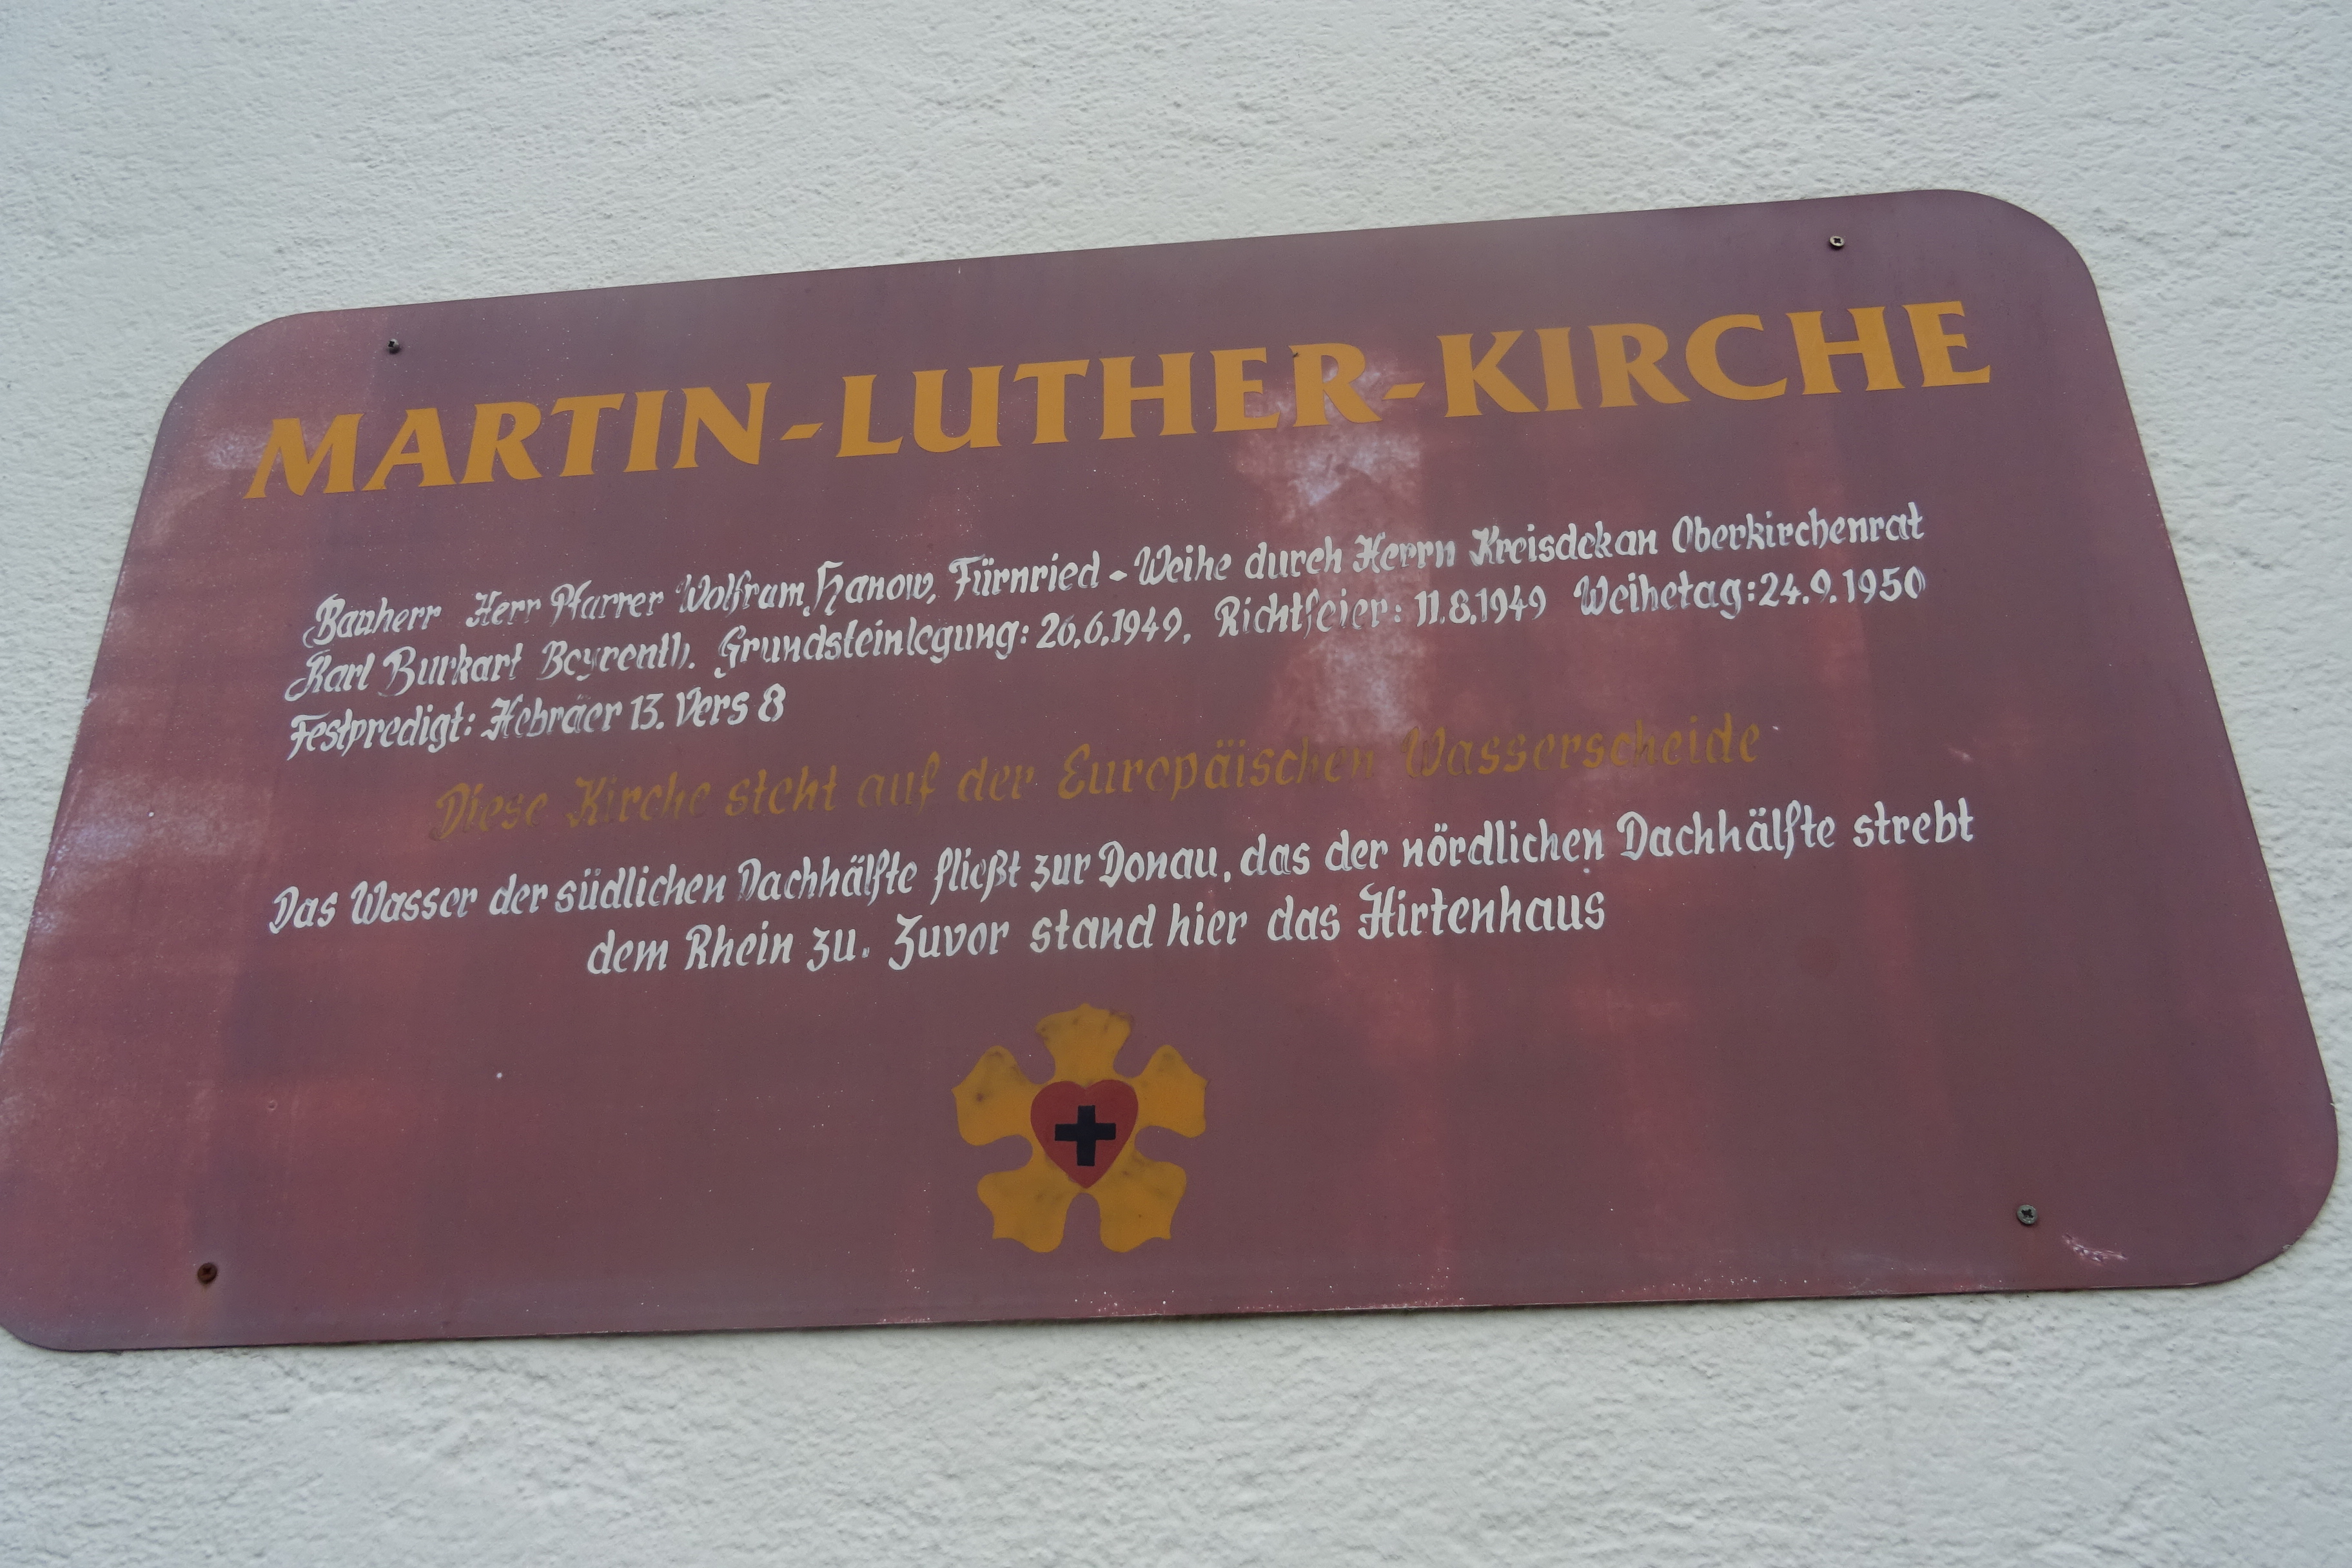 MARTIN-LUTHER-KIRCHE
Bauherr Herr Pfarrer Wolfram Hanow, Fürnried - Weihe durch Herrn Kreisdekan Oberkirchenrat
Karl Burkart Beyreuth. Grundsteinlegung: 26.6.1949, Richtfeier: 11.8.1949 Weihetag: 24.9.1950
Festpredigt: Hebräer 13. Vers 8
Diese Kirche steht auf der Europäischen Wasserscheide
Das Wasser der südlichen Dachhälfte fließt zur Donau, das der nördlichen Dachhälfte strebt
dem Rhein zu. Zuvor stand hier das Hirtenhaus